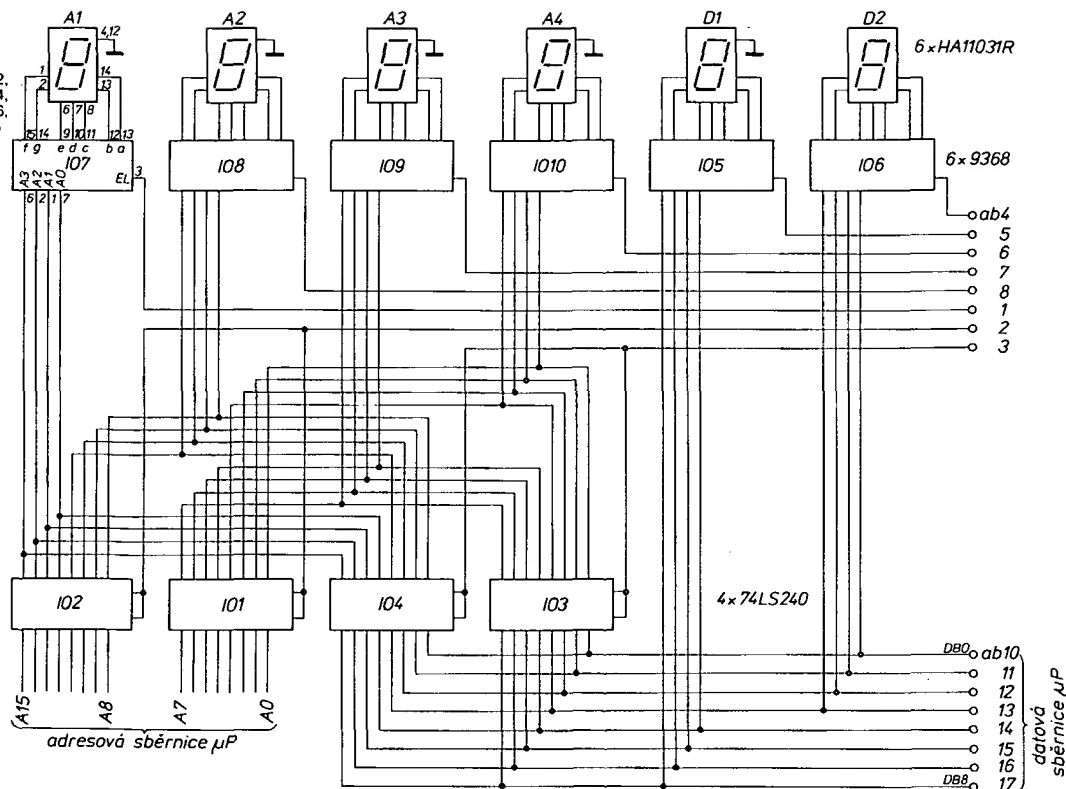 A1 A2 A3 A4 D1 D2
6×HA11031R
4,12
1 14
2 13
6 7 8
15 14 9 10 11 12 13
f g e d c b a
IO7 IO8 IO9 IO10 IO5 IO6
6×9368
A3 A2 A1 A0 EL 3
6 2 1 7
ab4
5
6
7
8
1
2
3
IO2 IO1 IO4 IO3
4×74LS240
DB0 ab10
11
12
13
14
15
16
DB8 17
A15 A8 A7 A0
adresová sběrnice µP
datová
sběrnice µP